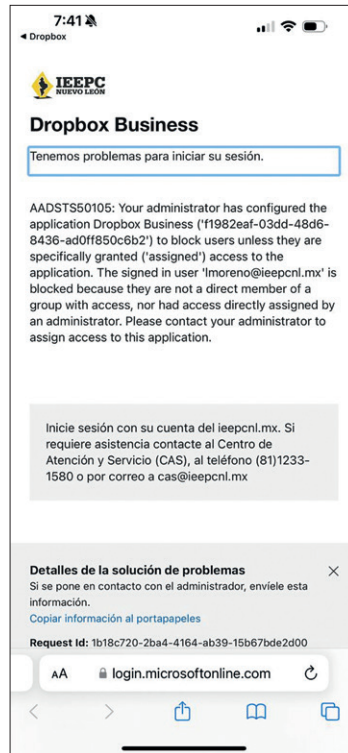 7:41
Dropbox
IEEPC
NUEVO LEÓN
Dropbox Business
Tenemos problemas para iniciar su sesión.
AADSTS50105: Your administrator has configured the
application Dropbox Business ('f1982eaf-03dd-48d6-
8436-ad0ff850c6b2') to block users unless they are
specifically granted ('assigned') access to the
application. The signed in user 'lmoreno@ieepcnl.mx' is
blocked because they are not a direct member of a
group with access, nor had access directly assigned by
an administrator. Please contact your administrator to
assign access to this application.
Inicie sesión con su cuenta del ieepcnl.mx. Si
requiere asistencia contacte al Centro de
Atención y Servicio (CAS), al teléfono (81)1233-
1580 o por correo a cas@ieepcnl.mx
Detalles de la solución de problemas
Si se pone en contacto con el administrador, envíele esta
información.
Copiar información al portapapeles
Request Id: 1b18c720-2ba4-4164-ab39-15b67bde2d00
AA login.microsoftonline.com